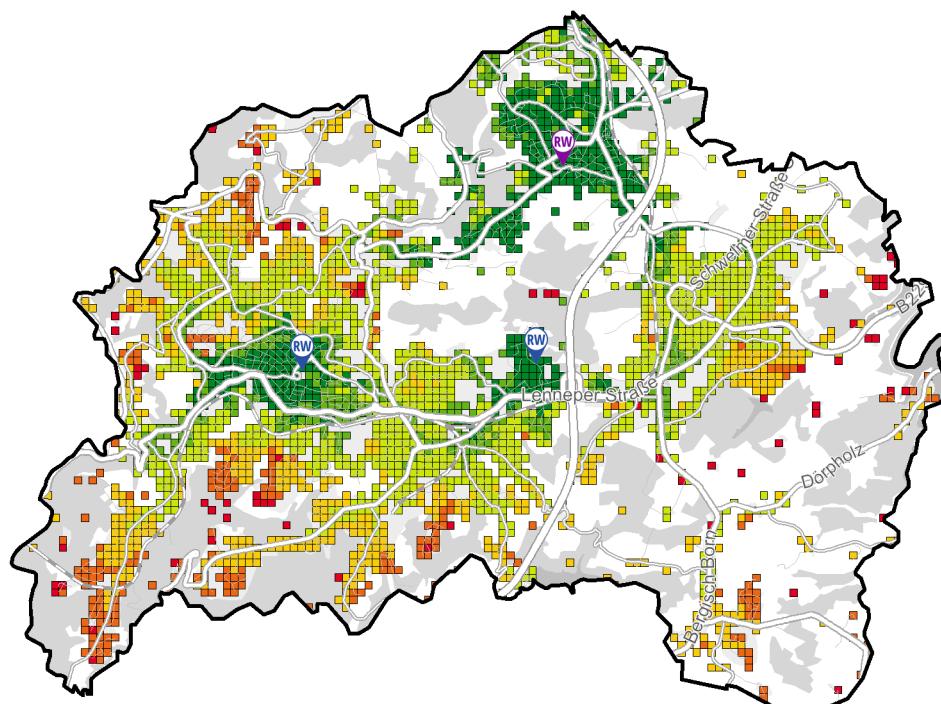 RW
Schwelmer Straße
B22
RW
RW
Lenneper Straße
Dörpholz
Bergisch Born